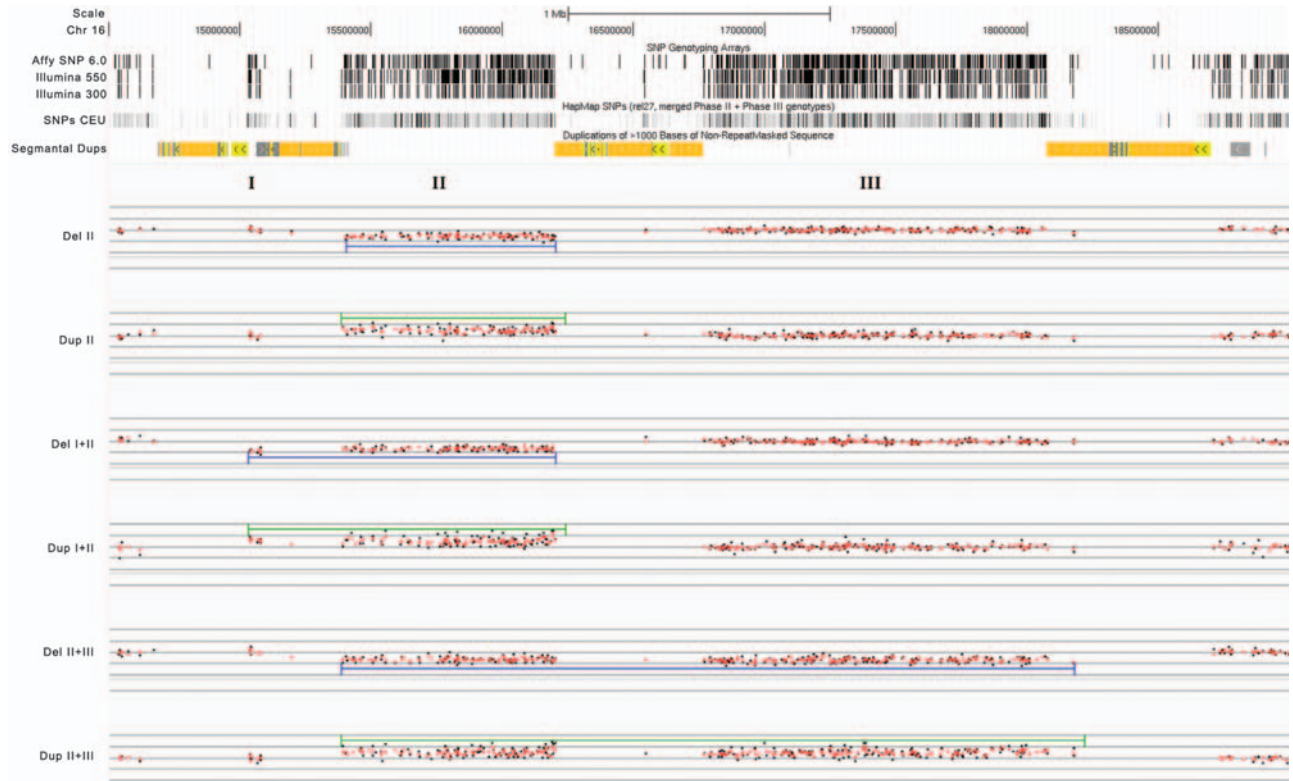 Scale 1 Mb
Chr 16 15000000 15500000 16000000 16500000 17000000 17500000 18000000 18500000
SNP Genotyping Arrays
Affy SNP 6.0
Illumina 550
Illumina 300
HapMap SNPs (rel27, merged Phase II + Phase III genotypes)
SNPs CEU
Duplications of >1000 Bases of Non-RepeatMasked Sequence
Segmantal Dups
I II III
Del II
Dup II
Del I+II
Dup I+II
Del II+III
Dup II+III